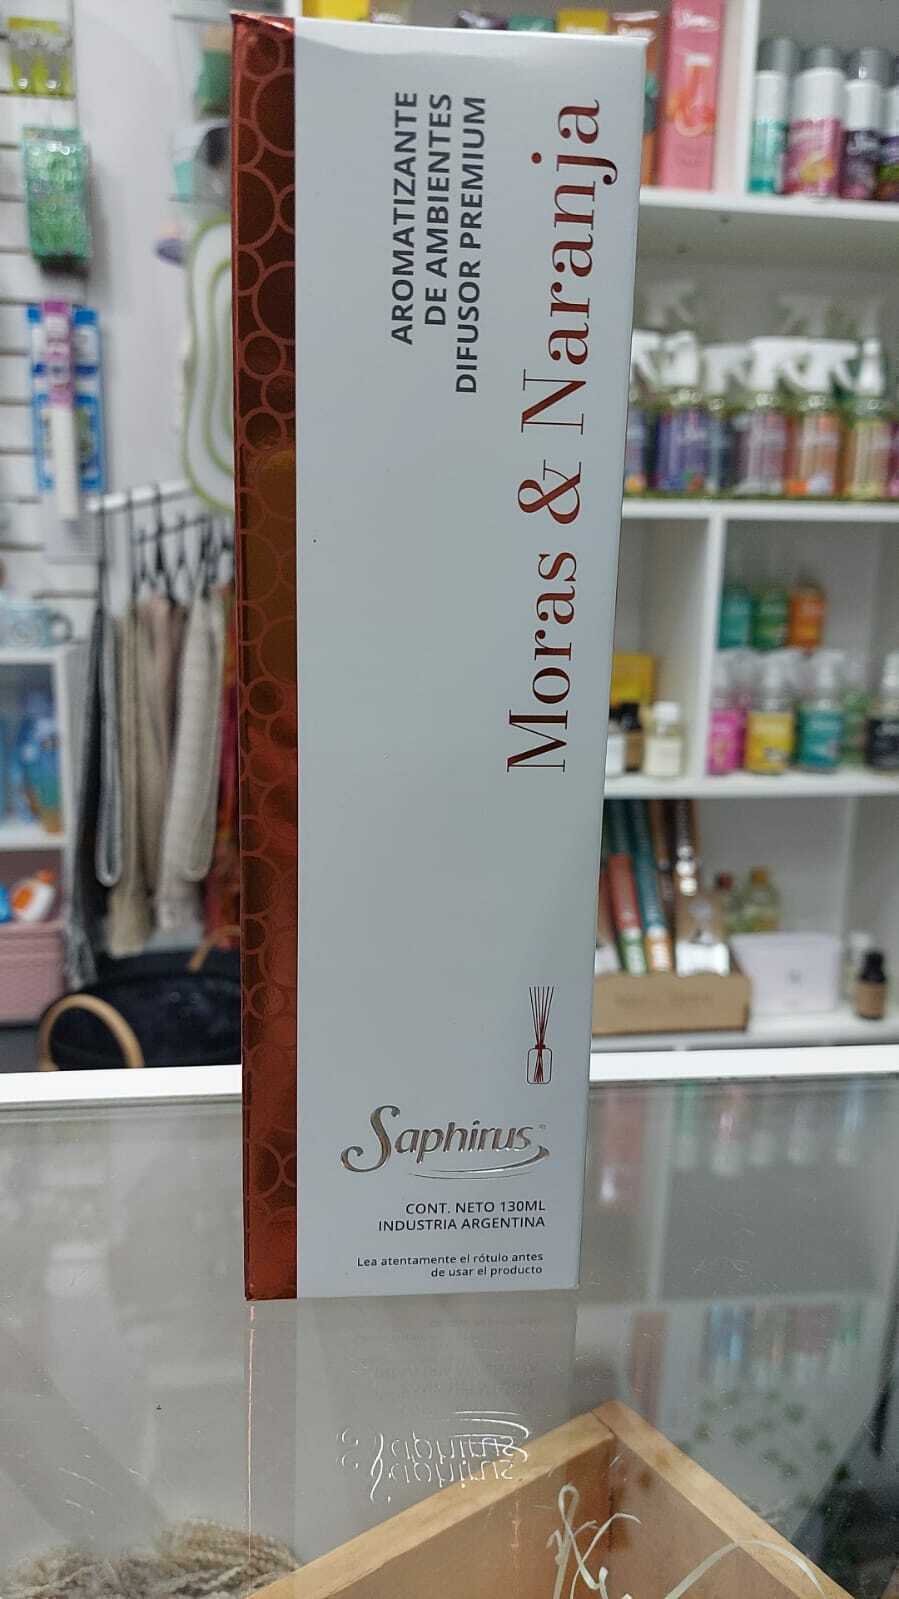 AROMATIZANTE
DE AMBIENTES
DIFUSOR PREMIUM
Moras & Naranja
Saphirus
CONT. NETO 130ML
INDUSTRIA ARGENTINA
Lea atentamente el rótulo antes
de usar el producto